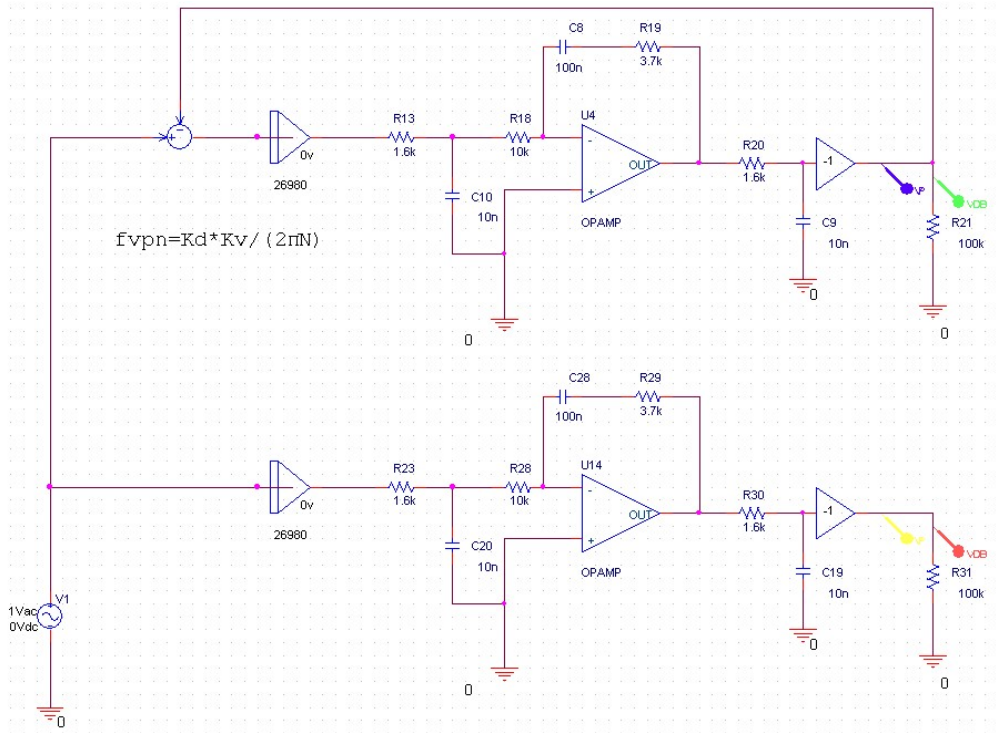 C8
R19
100n
3.7k
U4
R13
R18
R20
1.6k
10k
0v
-
OUT
+
-1
VP
VDB
26980
C10
10n
1.6k
OPAMP
C9
10n
R21
100k
fvpn=Kd*Kv/(2πN)
0
0
0
C28
R29
100n
3.7k
U14
R23
R28
R30
1.6k
10k
0v
-
OUT
+
-1
VP
VDB
26980
C20
10n
1.6k
OPAMP
C19
10n
R31
100k
V1
1Vac
0Vdc
0
0
0
0